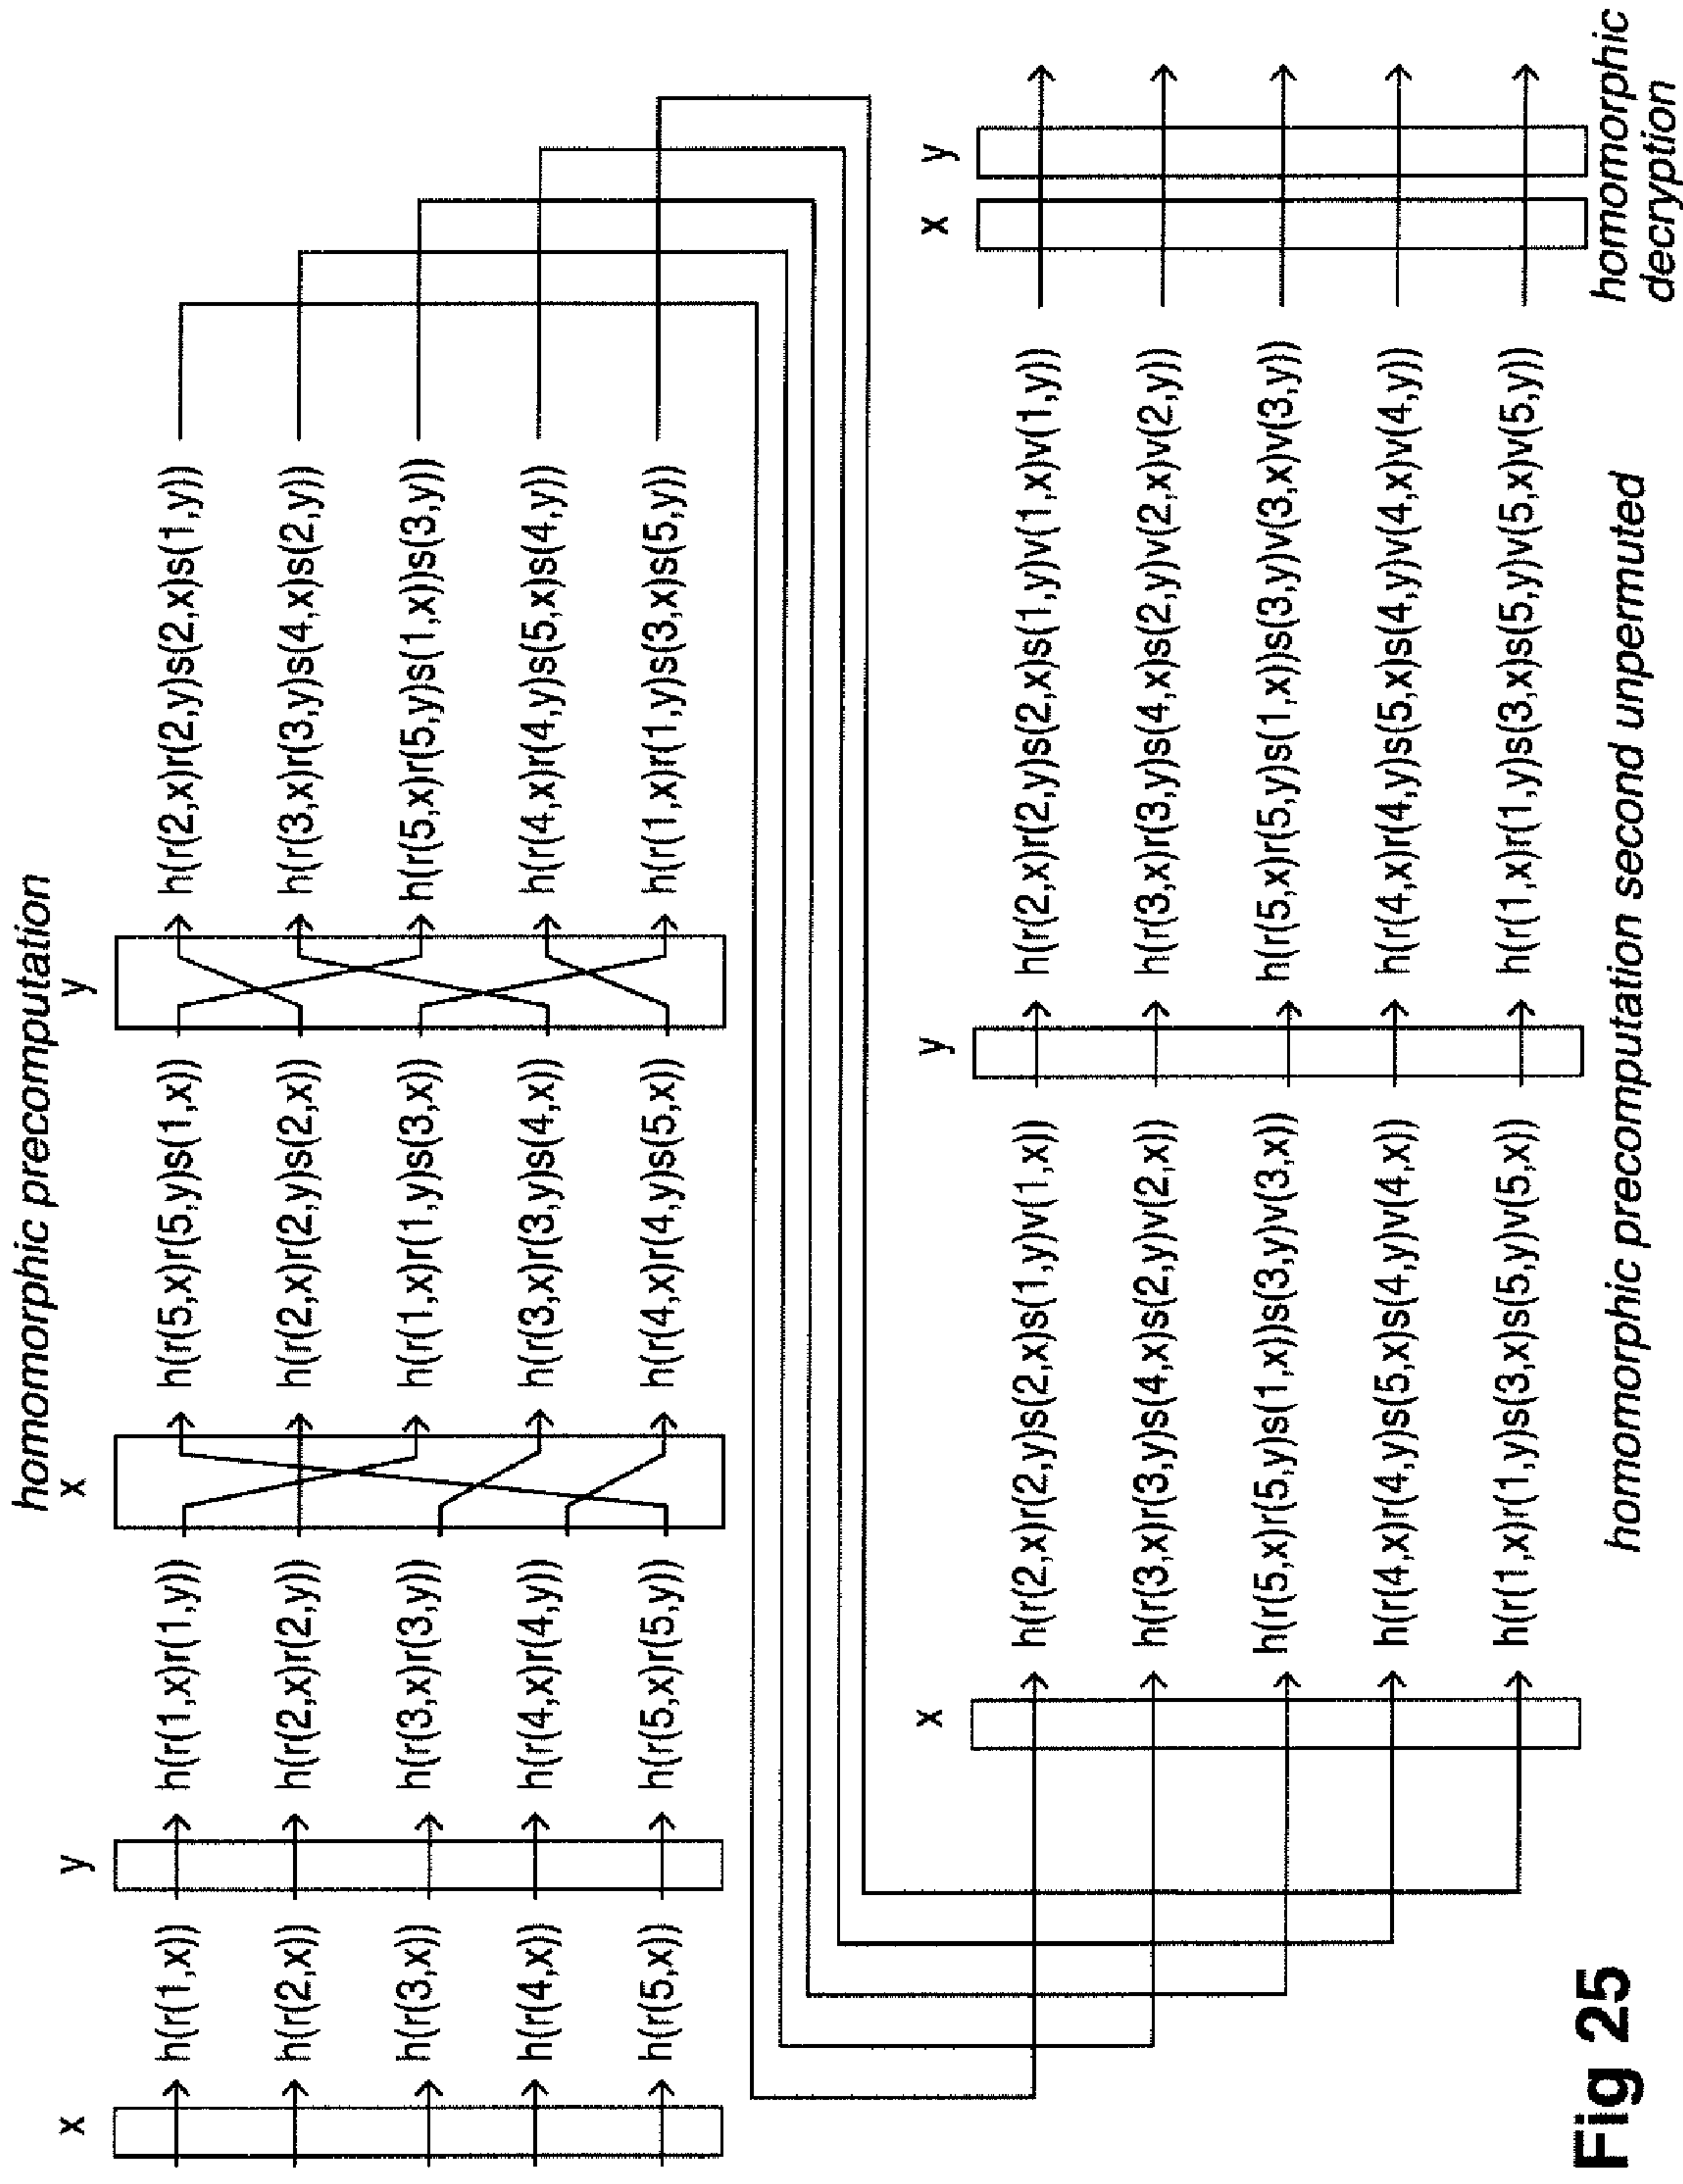 homomorphic precomputation
x
y
x
y
h(r(1,x))
h(r(2,x))
h(r(3,x))
h(r(4,x))
h(r(5,x))
h(r(1,x)r(1,y))
h(r(2,x)r(2,y))
h(r(3,x)r(3,y))
h(r(4,x)r(4,y))
h(r(5,x)r(5,y))
h(r(5,x)r(5,y)s(1,x))
h(r(2,x)r(2,y)s(2,x))
h(r(1,x)r(1,y)s(3,x))
h(r(3,x)r(3,y)s(4,x))
h(r(4,x)r(4,y)s(5,x))
h(r(2,x)r(2,y)s(2,x)s(1,y))
h(r(3,x)r(3,y)s(4,x)s(2,y))
h(r(5,x)r(5,y)s(1,x))s(3,y))
h(r(4,x)r(4,y)s(5,x)s(4,y))
h(r(1,x)r(1,y)s(3,x)s(5,y))
x
y
x
y
h(r(2,x)r(2,y)s(2,x)s(1,y)v(1,x))
h(r(3,x)r(3,y)s(4,x)s(2,y)v(2,x))
h(r(5,x)r(5,y)s(1,x))s(3,y)v(3,x))
h(r(4,x)r(4,y)s(5,x)s(4,y)v(4,x))
h(r(1,x)r(1,y)s(3,x)s(5,y)v(5,x))
h(r(2,x)r(2,y)s(2,x)s(1,y)v(1,x)v(1,y))
h(r(3,x)r(3,y)s(4,x)s(2,y)v(2,x)v(2,y))
h(r(5,x)r(5,y)s(1,x))s(3,y)v(3,x)v(3,y))
h(r(4,x)r(4,y)s(5,x)s(4,y)v(4,x)v(4,y))
h(r(1,x)r(1,y)s(3,x)s(5,y)v(5,x)v(5,y))
homomorphic precomputation second unpermuted
homomorphic
decryption
Fig 25